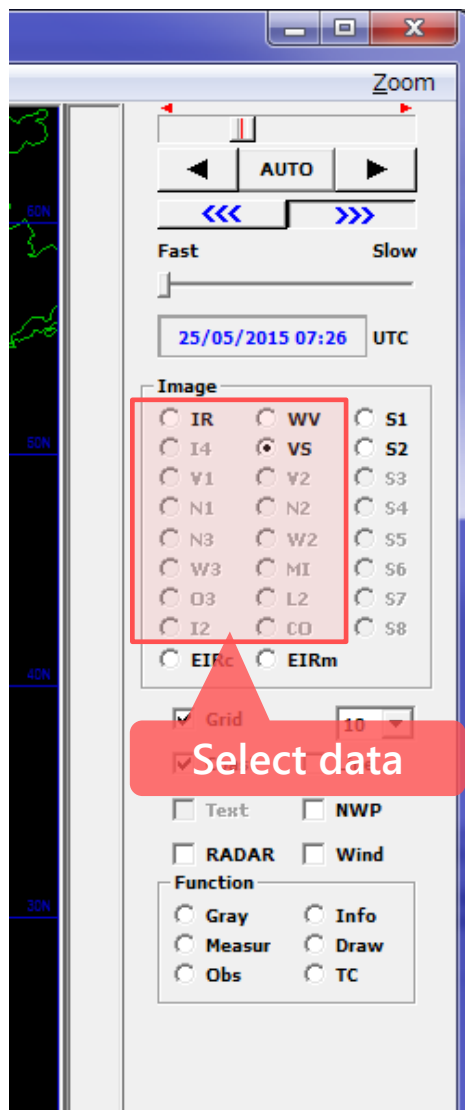 Zoom
AUTO
<<< >>>
Fast Slow
60N
25/05/2015 07:26 UTC
Image
IR WV S1
50N
I4 VS S2
V1 V2 S3
N1 N2 S4
N3 W2 S5
W3 MI S6
O3 L2 S7
I2 CO S8
EIRc EIRm
40N
Grid 10
Select data
Text NWP
RADAR Wind
Function
30N
Gray Info
Measur Draw
Obs TC